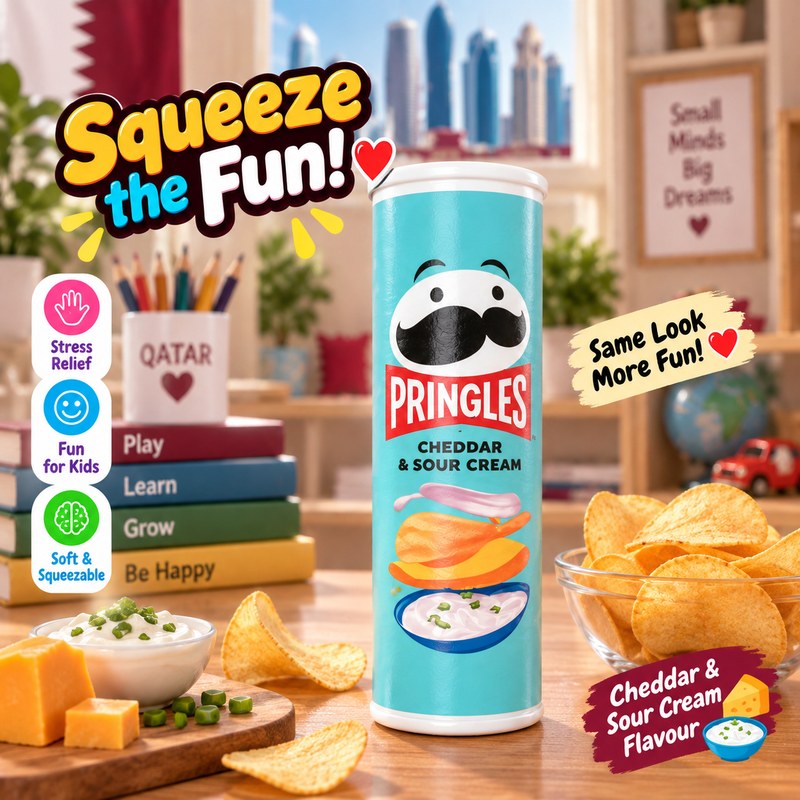 Squeeze
the Fun!
Small
Minds
Big
Dreams
Stress
Relief
Fun
for Kids
Soft &
Squeezable
QATAR
Play
Learn
Grow
Be Happy
PRINGLES
CHEDDAR
& SOUR CREAM
Same Look
More Fun!
Cheddar &
Sour Cream
Flavour